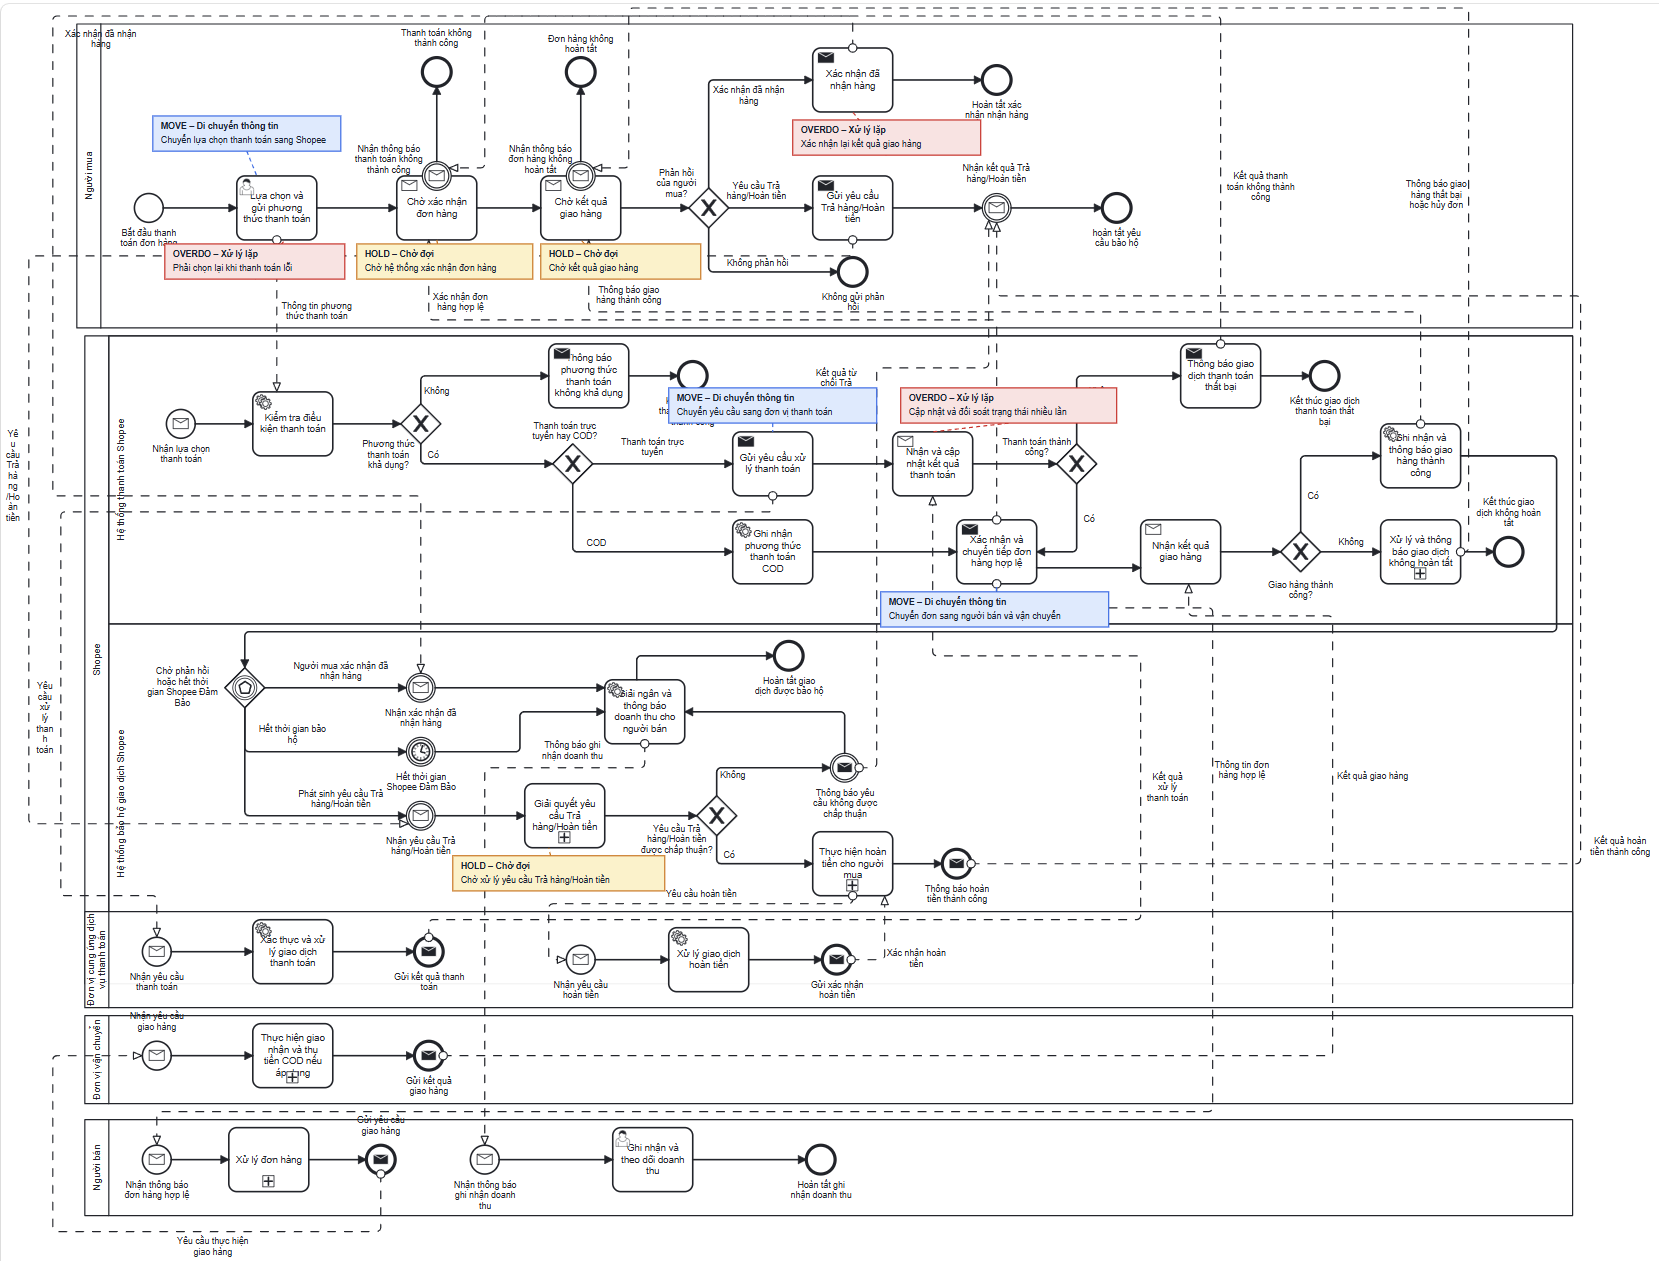 Xác nhận đã nhận
hàng
Người mua
Bắt đầu thanh
toán đơn hàng
MOVE – Di chuyển thông tin
Chuyển lựa chọn thanh toán sang Shopee
Lựa chọn và
gửi phương
thức thanh toán
OVERDO – Xử lý lặp
Phải chọn lại khi thanh toán lỗi
Thông tin phương
thức thanh toán
Thanh toán không
thành công
Nhận thông báo
thanh toán không
thành công
Chờ xác nhận
đơn hàng
HOLD – Chờ đợi
Chờ hệ thống xác nhận đơn hàng
Xác nhận đơn
hàng hợp lệ
Đơn hàng không
hoàn tất
Nhận thông báo
đơn hàng không
hoàn tất
Chờ kết quả
giao hàng
HOLD – Chờ đợi
Chờ kết quả giao hàng
Thông báo giao
hàng thành công
Phản hồi
của người
mua?
Xác nhận đã nhận
hàng
Xác nhận đã
nhận hàng
Hoàn tất xác
nhận nhận hàng
OVERDO – Xử lý lặp
Xác nhận lại kết quả giao hàng
Yêu cầu Trả
hàng/Hoàn tiền
Gửi yêu cầu
Trả hàng/Hoàn
tiền
Nhận kết quả Trả
hàng/Hoàn tiền
hoàn tất yêu
cầu bảo hộ
Không phản hồi
Không gửi phản
hồi
Kết quả thanh
toán không thành
công
Thông báo giao
hàng thất bại
hoặc hủy đơn
Shopee
Hệ thống thanh toán Shopee
Nhận lựa chọn
thanh toán
Kiểm tra điều
kiện thanh toán
Phương thức
thanh toán
khả dụng?
Không
Có
Thông báo
phương thức
thanh toán
không khả dụng
MOVE – Di chuyển thông tin
Chuyển yêu cầu sang đơn vị thanh toán
Thanh toán trực
tuyến hay COD?
Thanh toán trực
tuyến
Gửi yêu cầu xử
lý thanh toán
COD
Ghi nhận
phương thức
thanh toán
COD
Kết quả từ
chối Trả
OVERDO – Xử lý lặp
Cập nhật và đối soát trạng thái nhiều lần
Nhận và cập
nhật kết quả
thanh toán
Thanh toán thành
công?
Có
Thông báo giao
dịch thanh toán
thất bại
Kết thúc giao dịch
thanh toán thất
bại
Xác nhận và
chuyển tiếp đơn
hàng hợp lệ
MOVE – Di chuyển thông tin
Chuyển đơn sang người bán và vận chuyển
Nhận kết quả
giao hàng
Giao hàng thành
công?
Có
Không
Ghi nhận và
thông báo giao
hàng thành
công
Xử lý và thông
báo giao dịch
không hoàn tất
Kết thúc giao
dịch không hoàn
tất
Yê
u
cầu
Trả
hà
ng
/Ho
àn
tiền
Yêu
cầu
xử
lý
than
h
toán
Hệ thống bảo hộ giao dịch Shopee
Chờ phản hồi
hoặc hết thời
gian Shopee Đảm
Bảo
Người mua xác nhận đã
nhận hàng
Nhận xác nhận đã
nhận hàng
Hết thời gian bảo
hộ
Hết thời gian
Shopee Đảm Bảo
Phát sinh yêu cầu Trả
hàng/Hoàn tiền
Nhận yêu cầu Trả
hàng/Hoàn tiền
Giải ngân và
thông báo
doanh thu cho
người bán
Hoàn tất giao
dịch được bảo hộ
Thông báo ghi
nhận doanh thu
Giải quyết yêu
cầu Trả
hàng/Hoàn tiền
HOLD – Chờ đợi
Chờ xử lý yêu cầu Trả hàng/Hoàn tiền
Yêu cầu Trả
hàng/Hoàn tiền
được chấp thuận?
Không
Có
Thông báo yêu
cầu không được
chấp thuận
Thực hiện hoàn
tiền cho người
mua
Thông báo hoàn
tiền thành công
Yêu cầu hoàn tiền
Kết quả
xử lý
thanh toán
Thông tin đơn
hàng hợp lệ
Kết quả giao hàng
Kết quả hoàn
tiền thành công
Đơn vị cung ứng dịch
vụ thanh toán
Nhận yêu cầu
thanh toán
Xác thực và xử
lý giao dịch
thanh toán
Gửi kết quả thanh
toán
Nhận yêu cầu
hoàn tiền
Xử lý giao dịch
hoàn tiền
Gửi xác nhận
hoàn tiền
Xác nhận hoàn
tiền
Đơn vị vận chuyển
Nhận yêu cầu
giao hàng
Thực hiện giao
nhận và thu
tiền COD nếu
áp dụng
Gửi kết quả
giao hàng
Người bán
Nhận thông báo
đơn hàng hợp lệ
Xử lý đơn hàng
Gửi yêu cầu
giao hàng
Yêu cầu thực hiện
giao hàng
Nhận thông báo
ghi nhận doanh
thu
Ghi nhận và
theo dõi doanh
thu
Hoàn tất ghi
nhận doanh thu